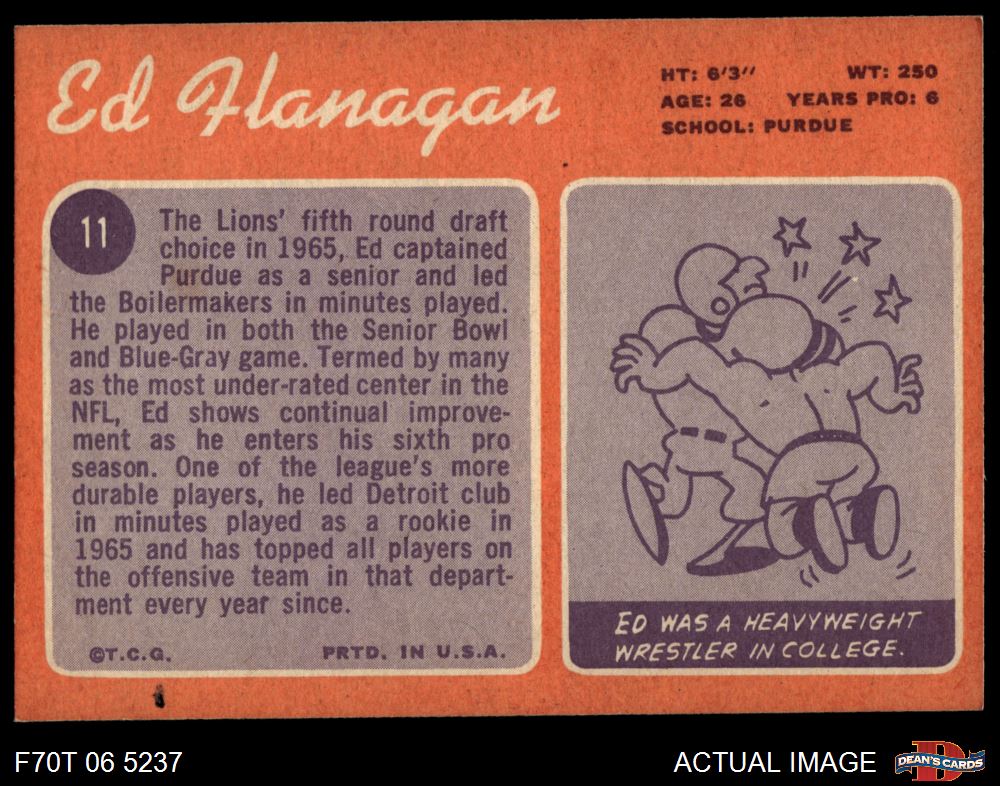 Ed Flanagan
HT: 6'3" WT: 250
AGE: 26 YEARS PRO: 6
SCHOOL: PURDUE
11
The Lions' fifth round draft
choice in 1965, Ed captained
Purdue as a senior and led
the Boilermakers in minutes played.
He played in both the Senior Bowl
and Blue-Gray game. Termed by many
as the most under-rated center in the
NFL, Ed shows continual improve-
ment as he enters his sixth pro
season. One of the league's more
durable players, he led Detroit club
in minutes played as a rookie in
1965 and has topped all players on
the offensive team in that depart-
ment every year since.
©T.C.G. PRTD. IN U.S.A.
ED WAS A HEAVYWEIGHT
WRESTLER IN COLLEGE.
F70T 06 5237
ACTUAL IMAGE
D
DEAN'S CARDS